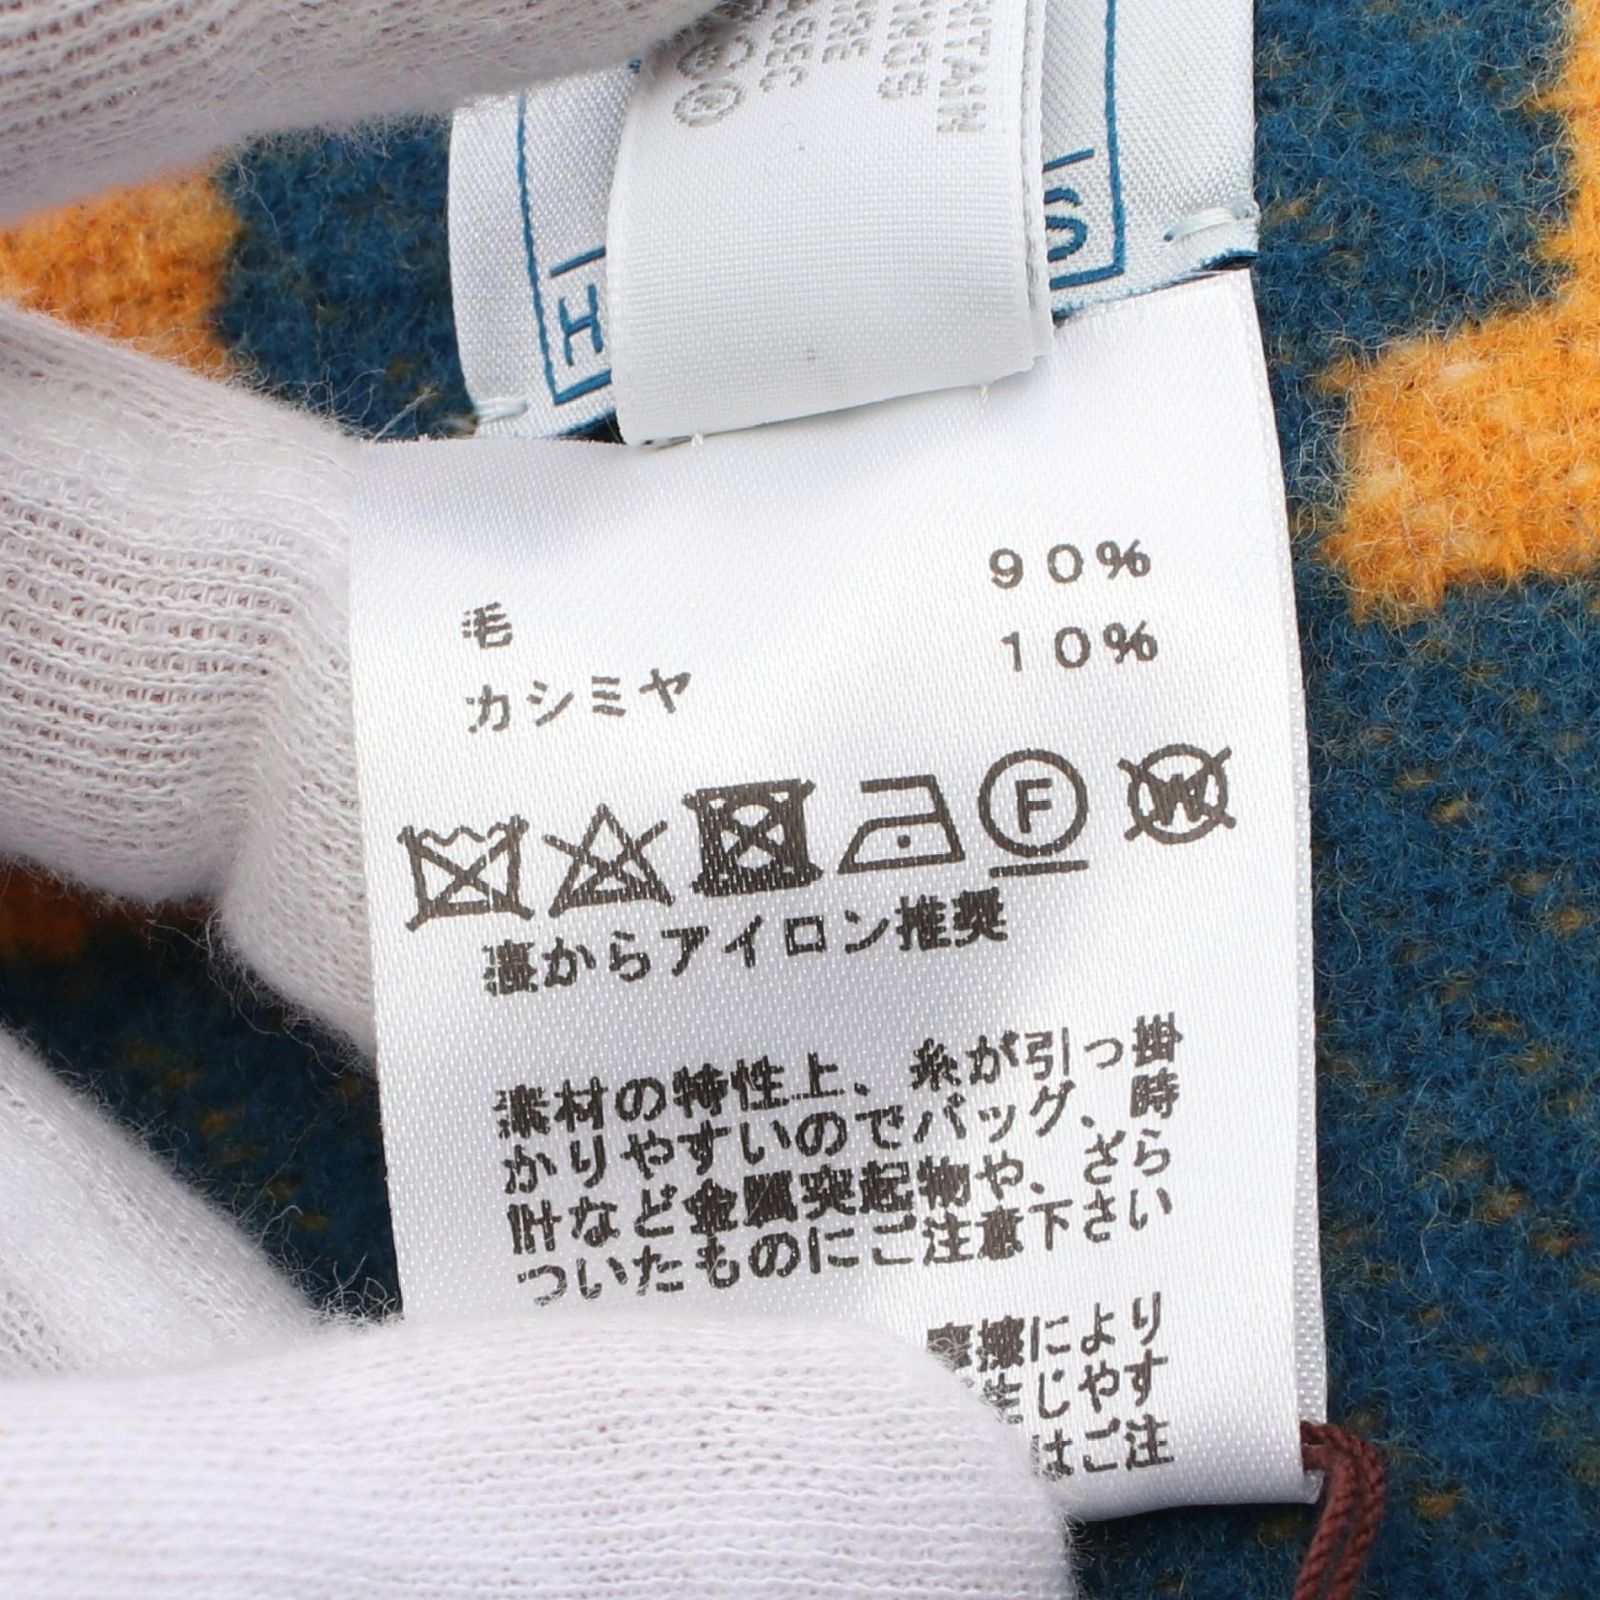 毛 90%
カシミヤ 10%
F W
裏からアイロン推奨
素材の特性上、糸が引っ掛
かりやすいのでバッグ、時
計など金属突起物や、ざら
ついたものにご注意下さい
摩擦により
生じやす
はご注